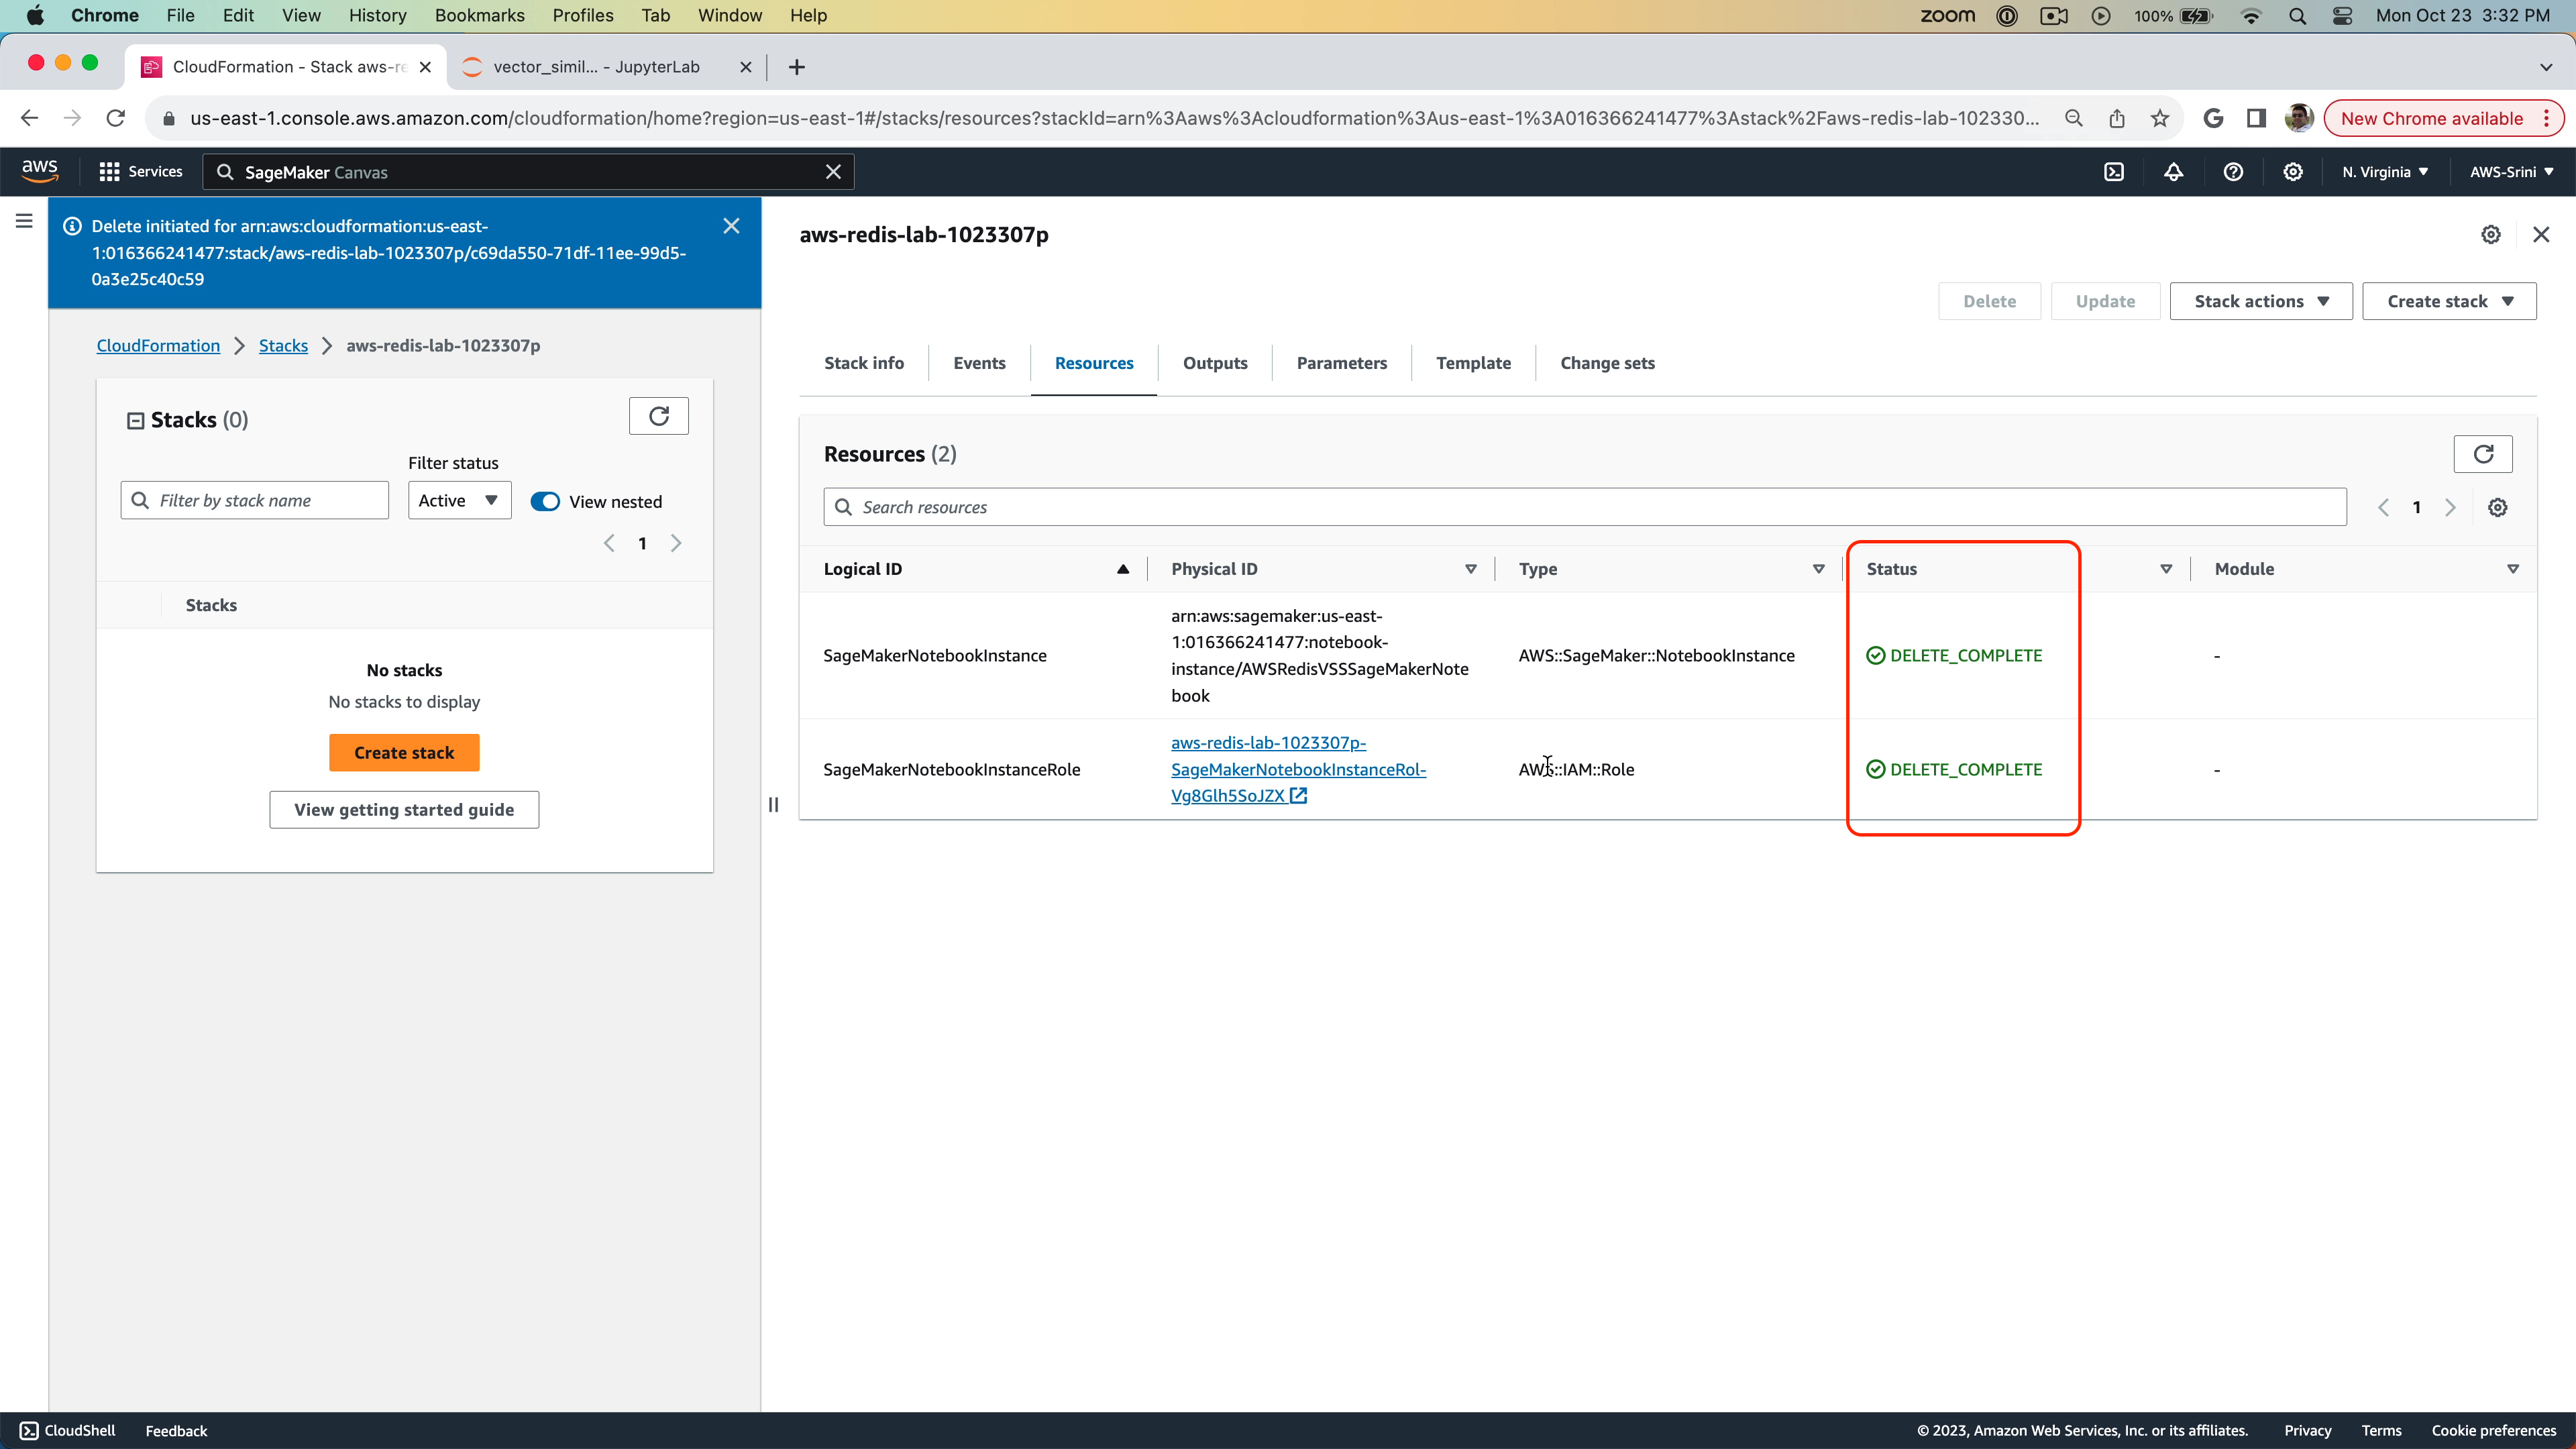 Chrome File Edit View History Bookmarks Profiles Tab Window Help
zoom 100% Mon Oct 23 3:32 PM
CloudFormation - Stack aws-re
vector_simil... - JupyterLab
us-east-1.console.aws.amazon.com/cloudformation/home?region=us-east-1#/stacks/resources?stackId=arn%3Aaws%3Acloudformation%3Aus-east-1%3A016366241477%3Astack%2Faws-redis-lab-102330...
New Chrome available
aws Services SageMaker Canvas N. Virginia AWS-Srini
Delete initiated for arn:aws:cloudformation:us-east-
1:016366241477:stack/aws-redis-lab-1023307p/c69da550-71df-11ee-99d5-
0a3e25c40c59
CloudFormation Stacks aws-redis-lab-1023307p
Stacks (0)
Filter status
Filter by stack name
Active
View nested
1
Stacks
No stacks
No stacks to display
Create stack
View getting started guide
aws-redis-lab-1023307p
Delete Update Stack actions Create stack
Stack info Events Resources Outputs Parameters Template Change sets
Resources (2)
Search resources
1
Logical ID Physical ID Type Status Module
SageMakerNotebookInstance
arn:aws:sagemaker:us-east-
1:016366241477:notebook-
instance/AWSRedisVSSSageMakerNote
book
AWS::SageMaker::NotebookInstance
DELETE_COMPLETE
-
SageMakerNotebookInstanceRole
aws-redis-lab-1023307p-
SageMakerNotebookInstanceRol-
Vg8Glh5SoJZX
AWS::IAM::Role
DELETE_COMPLETE
-
CloudShell Feedback
© 2023, Amazon Web Services, Inc. or its affiliates. Privacy Terms Cookie preferences